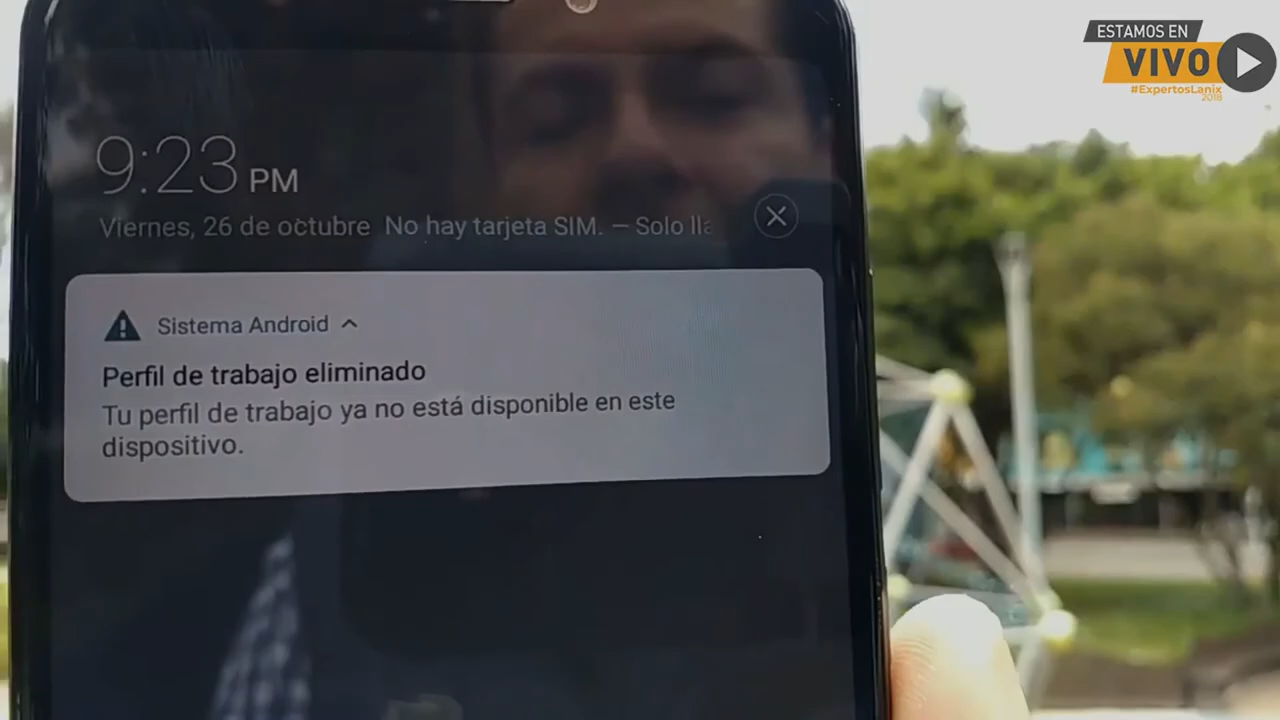 ESTAMOS EN
VIVO
#ExpertosLanix
2018
9:23 PM
Viernes, 26 de octubre No hay tarjeta SIM. — Solo lla
Sistema Android
Perfil de trabajo eliminado
Tu perfil de trabajo ya no está disponible en este
dispositivo.